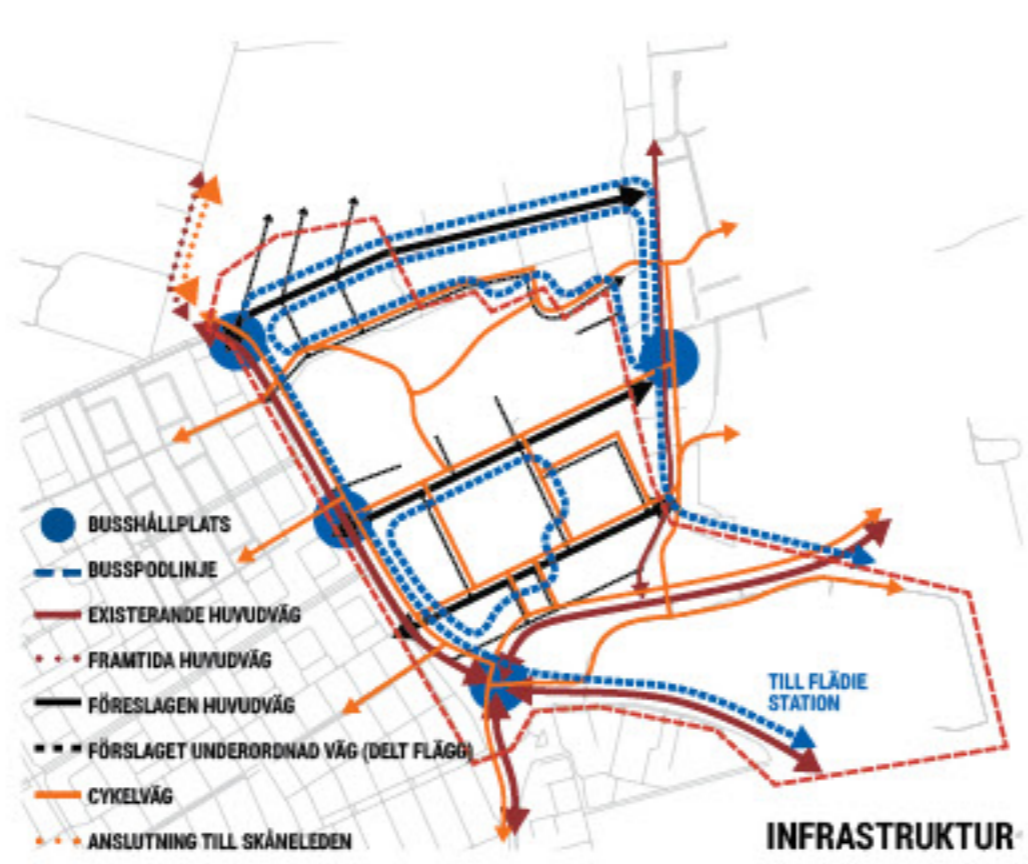 BUSSHÅLLPLATS
BUSSPODLINJE
EXISTERANDE HUVUDVÄG
FRAMTIDA HUVUDVÄG
FÖRESLAGEN HUVUDVÄG
FÖRSLAGET UNDERORDNAD VÄG (DELT FLÄGG)
CYKELVÄG
ANSLUTNING TILL SKÅNELEDEN
TILL FLÄDIE
STATION
INFRASTRUKTUR